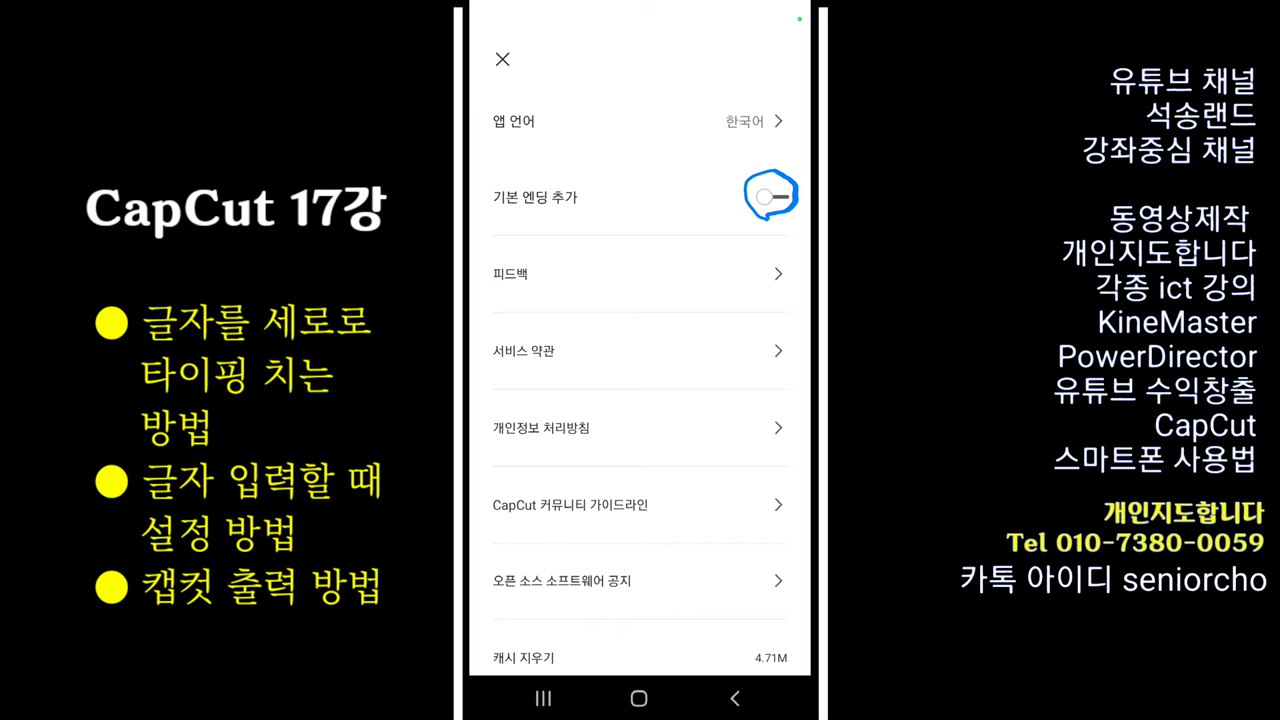 CapCut 17강
● 글자를 세로로
타이핑 치는
방법
● 글자 입력할 때
설정 방법
● 캡컷 출력 방법
앱 언어 한국어
기본 엔딩 추가
피드백
서비스 약관
개인정보 처리방침
CapCut 커뮤니티 가이드라인
오픈 소스 소프트웨어 공지
캐시 지우기 4.71M
유튜브 채널
석송랜드
강좌중심 채널
동영상제작
개인지도합니다
각종 ict 강의
KineMaster
PowerDirector
유튜브 수익창출
CapCut
스마트폰 사용법
개인지도합니다
Tel 010-7380-0059
카톡 아이디 seniorcho